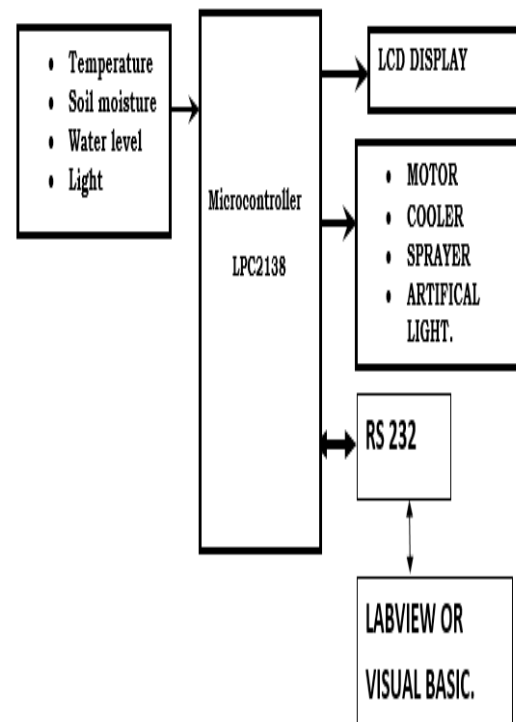 • Temperature
• Soil moisture
• Water level
• Light
Microcontroller
LPC2138
LCD DISPLAY
• MOTOR
• COOLER
• SPRAYER
• ARTIFICAL
LIGHT.
RS 232
LABVIEW OR
VISUAL BASIC.